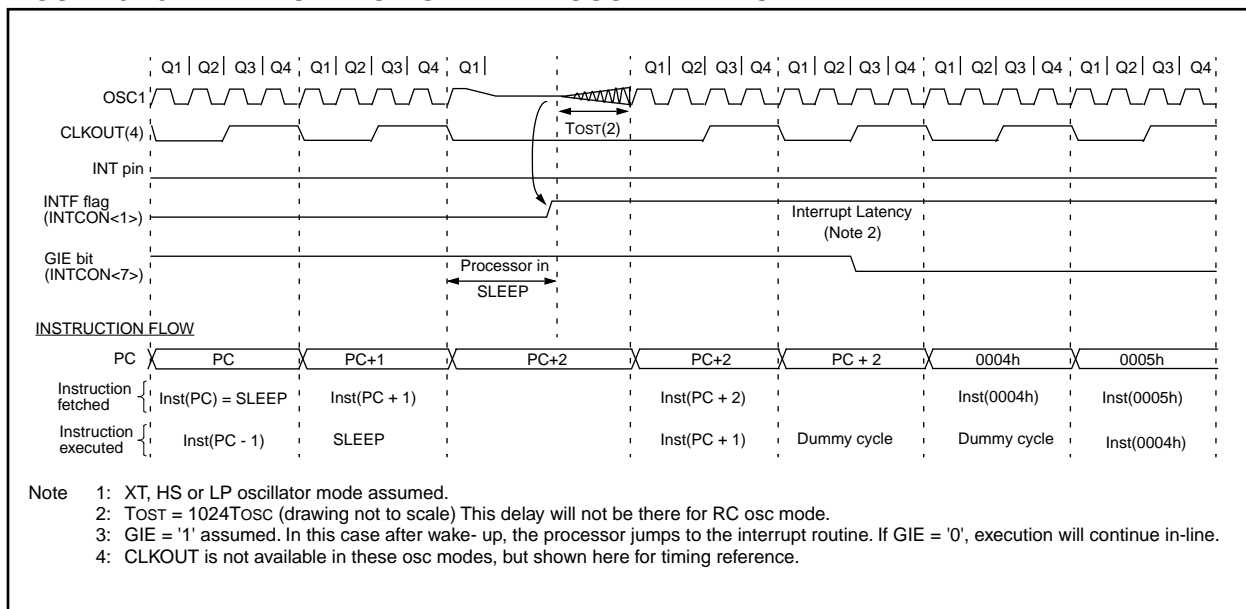 Q1 Q2 Q3 Q4 Q1 Q2 Q3 Q4 Q1 Q1 Q2 Q3 Q4 Q1 Q2 Q3 Q4 Q1 Q2 Q3 Q4 Q1 Q2 Q3 Q4
OSC1
CLKOUT(4)
TOST(2)
INT pin
INTF flag
(INTCON<1>)
Interrupt Latency
(Note 2)
GIE bit
(INTCON<7>)
Processor in
SLEEP
INSTRUCTION FLOW
PC PC PC+1 PC+2 PC+2 PC + 2 0004h 0005h
Instruction
fetched
Inst(PC) = SLEEP Inst(PC + 1) Inst(PC + 2) Inst(0004h) Inst(0005h)
Instruction
executed
Inst(PC - 1) SLEEP Inst(PC + 1) Dummy cycle Dummy cycle Inst(0004h)
Note 1: XT, HS or LP oscillator mode assumed.
2: TOST = 1024TOSC (drawing not to scale) This delay will not be there for RC osc mode.
3: GIE = '1' assumed. In this case after wake- up, the processor jumps to the interrupt routine. If GIE = '0', execution will continue in-line.
4: CLKOUT is not available in these osc modes, but shown here for timing reference.